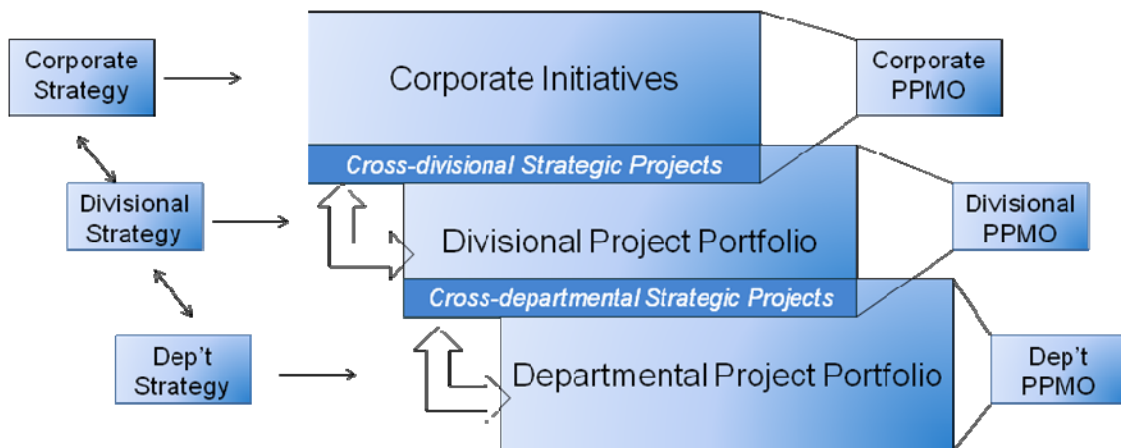 Corporate
Strategy
Corporate Initiatives
Corporate
PPMO
Cross-divisional Strategic Projects
Divisional
Strategy
Divisional Project Portfolio
Divisional
PPMO
Cross-departmental Strategic Projects
Dep't
Strategy
Departmental Project Portfolio
Dep't
PPMO